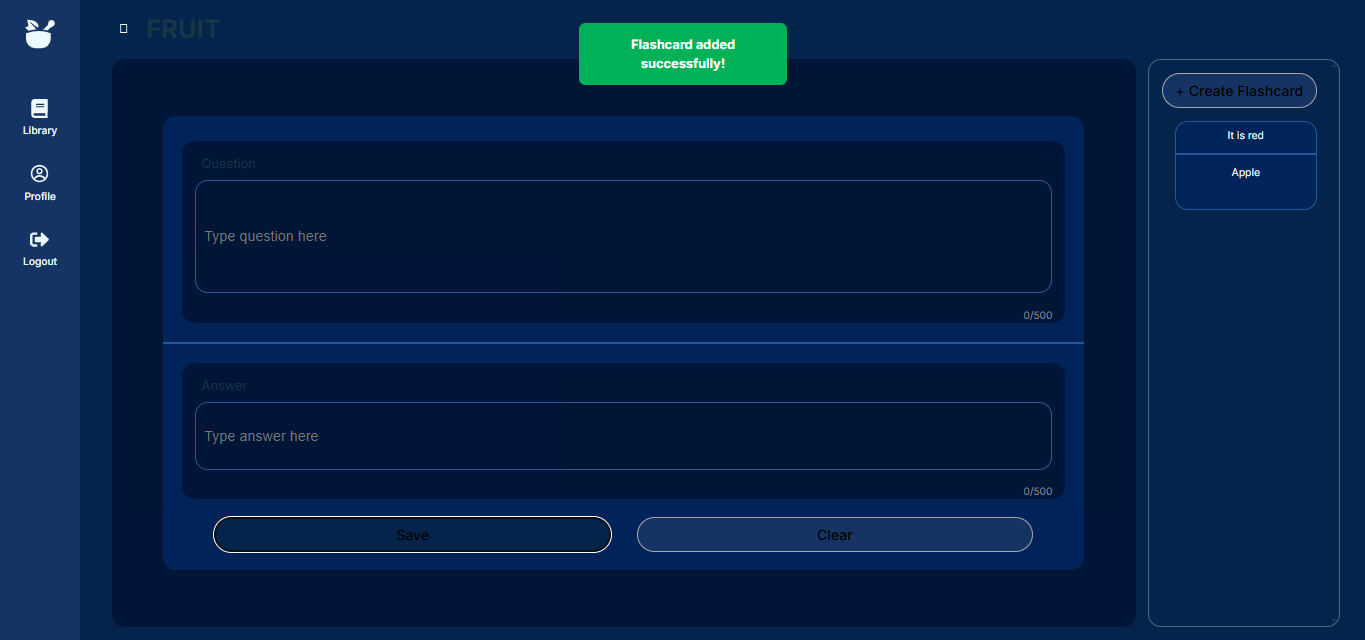 FRUIT
Flashcard added
successfully!
Library
Profile
Logout
Question
Type question here
0/500
Answer
Type answer here
0/500
Save
Clear
+ Create Flashcard
It is red
Apple